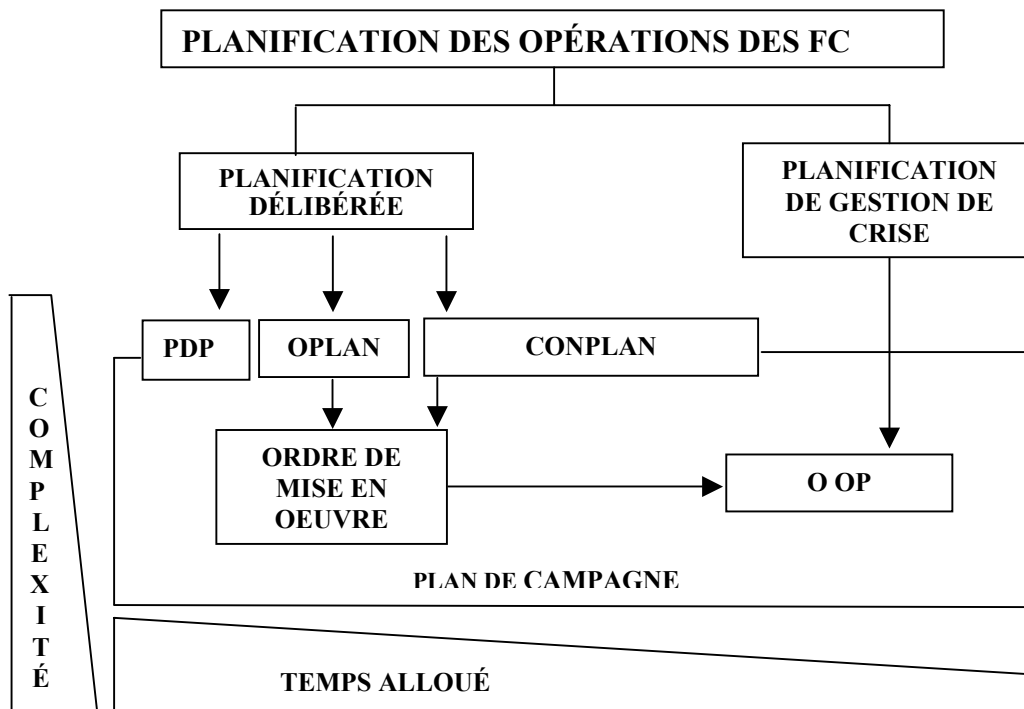 PLANIFICATION DES OPÉRATIONS DES FC
PLANIFICATION
DÉLIBÉRÉE
PLANIFICATION
DE GESTION DE
CRISE
PDP
OPLAN
CONPLAN
ORDRE DE
MISE EN
OEUVRE
O OP
PLAN DE CAMPAGNE
COMPLEXITÉ
TEMPS ALLOUÉ